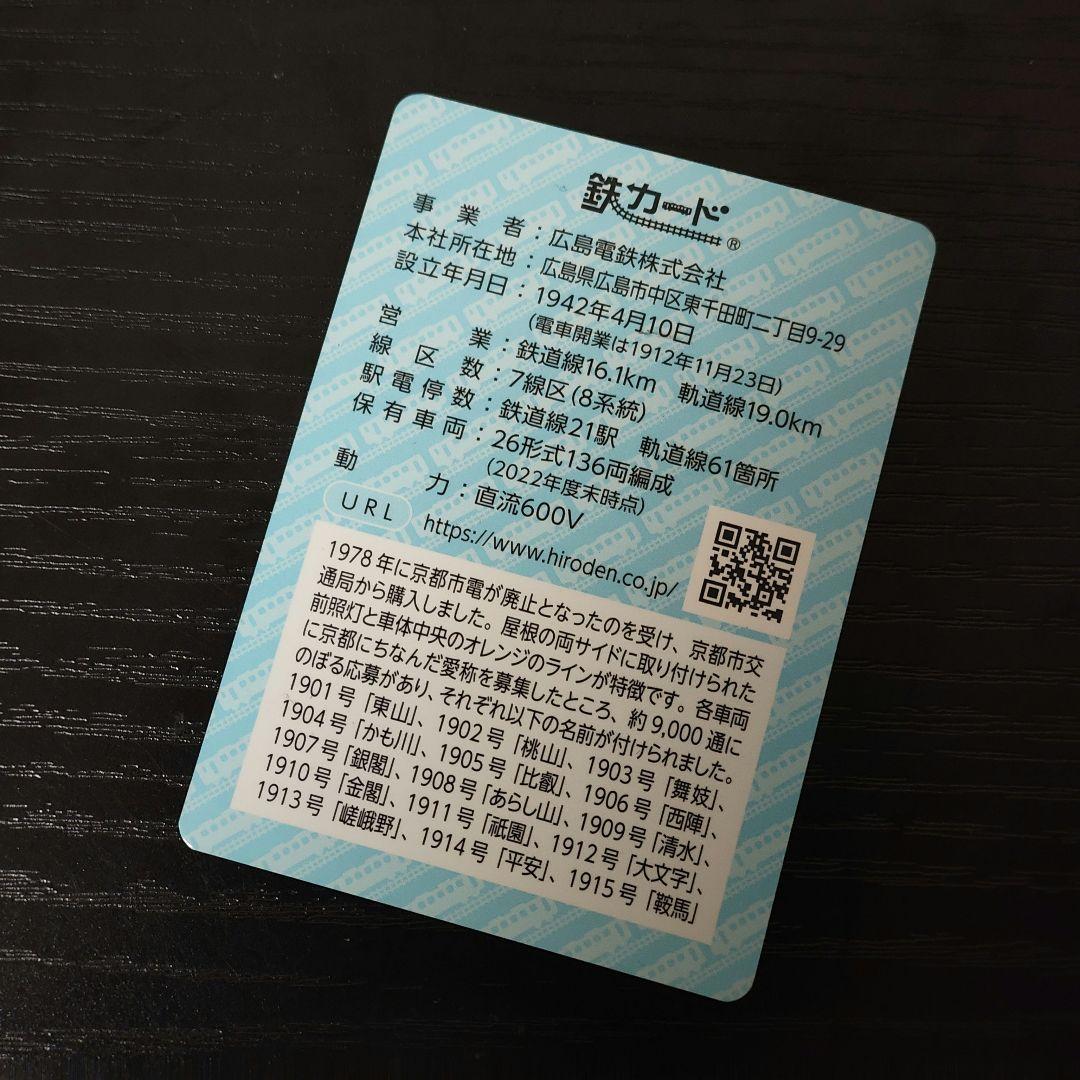 鉄カード®
事業者：広島電鉄株式会社
本社所在地：広島県広島市中区東千田町二丁目9-29
設立年月日：1942年4月10日
(電車開業は1912年11月23日)
営業：鉄道線16.1km 軌道線19.0km
線区数：7線区(8系統)
駅電停数：鉄道線21駅 軌道線61箇所
保有車両：26形式136両編成
(2022年度末時点)
動力：直流600V
URL https://www.hiroden.co.jp/
1978年に京都市電が廃止となったのを受け、京都市交
通局から購入しました。屋根の両サイドに取り付けられた
前照灯と車体中央のオレンジのラインが特徴です。各車両
に京都にちなんだ愛称を募集したところ、約9,000通に
のぼる応募があり、それぞれ以下の名前が付けられました。
1901号「東山」、1902号「桃山」、1903号「舞妓」、
1904号「かも川」、1905号「比叡」、1906号「西陣」、
1907号「銀閣」、1908号「あらし山」、1909号「清水」、
1910号「金閣」、1911号「祇園」、1912号「大文字」、
1913号「嵯峨野」、1914号「平安」、1915号「鞍馬」